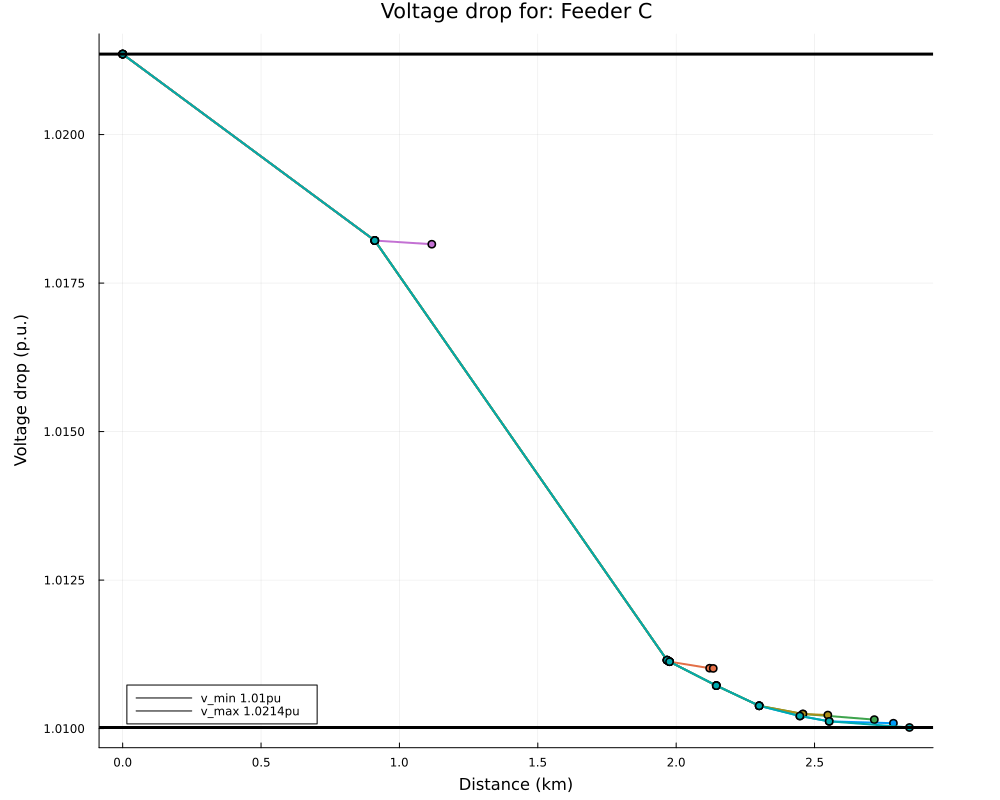 Voltage drop for: Feeder C
Voltage drop (p.u.)
1.0200
1.0175
1.0150
1.0125
1.0100
v_min 1.01pu
v_max 1.0214pu
0.0 0.5 1.0 1.5 2.0 2.5
Distance (km)